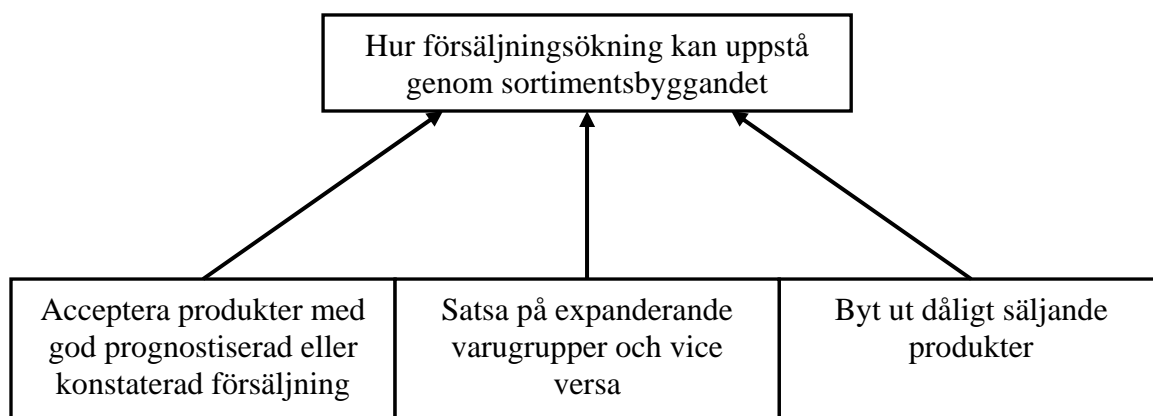 Hur försäljningsökning kan uppstå
genom sortimentsbyggandet
Acceptera produkter med
god prognostiserad eller
konstaterad försäljning
Satsa på expanderande
varugrupper och vice
versa
Byt ut dåligt säljande
produkter